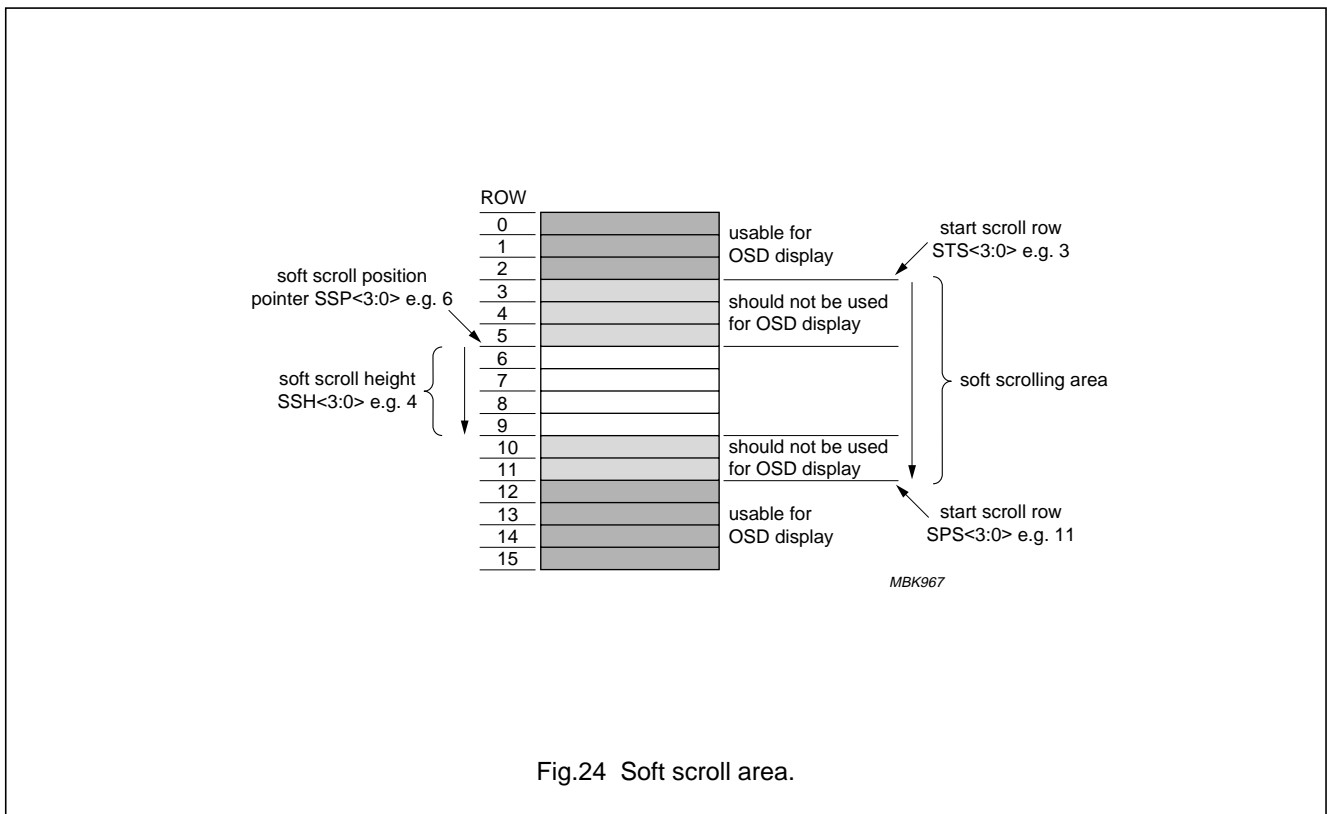 ROW
0
1
2
3
4
5
6
7
8
9
10
11
12
13
14
15
soft scroll position
pointer SSP<3:0> e.g. 6
soft scroll height
SSH<3:0> e.g. 4
usable for
OSD display
should not be used
for OSD display
should not be used
for OSD display
usable for
OSD display
start scroll row
STS<3:0> e.g. 3
soft scrolling area
start scroll row
SPS<3:0> e.g. 11
MBK967
Fig.24 Soft scroll area.